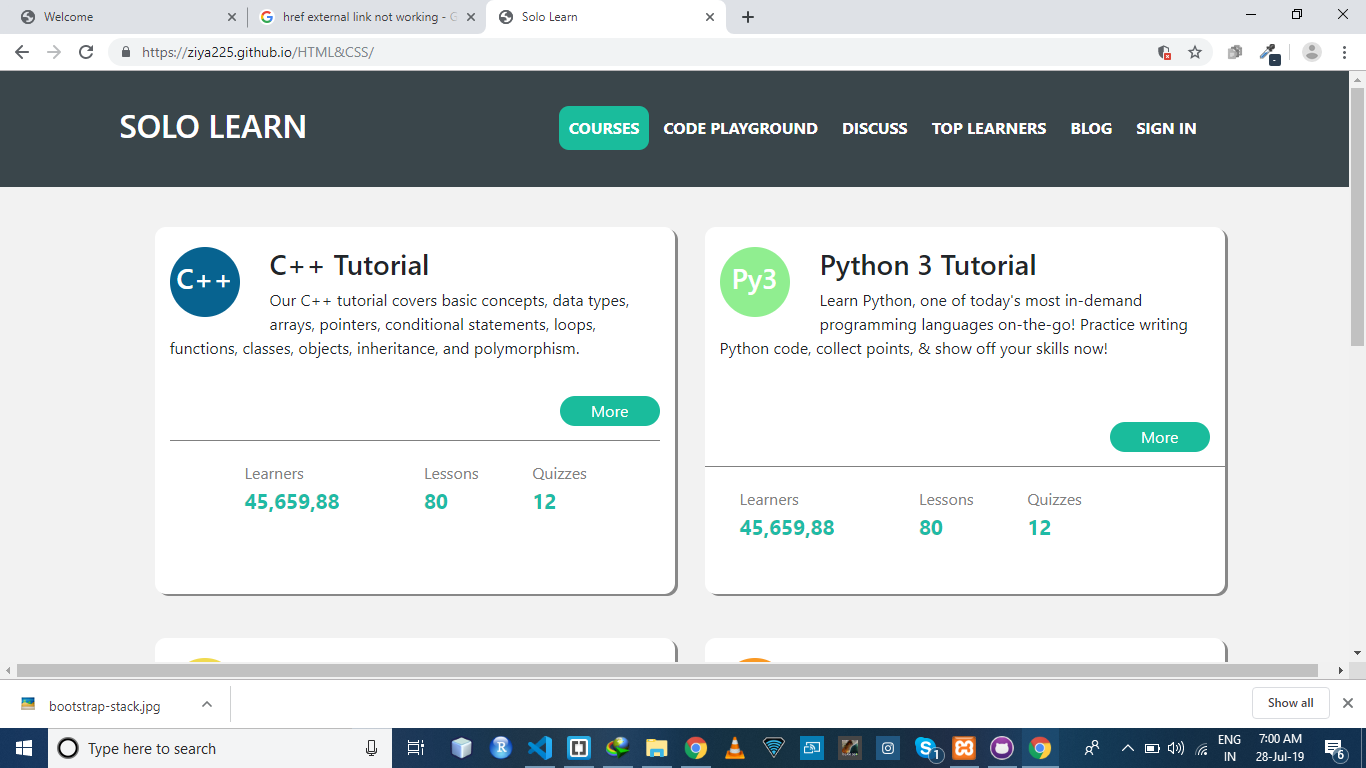 Welcome
href external link not working - G
Solo Learn
https://ziya225.github.io/HTML&CSS/
SOLO LEARN
COURSES
CODE PLAYGROUND
DISCUSS
TOP LEARNERS
BLOG
SIGN IN
C++
C++ Tutorial
Our C++ tutorial covers basic concepts, data types,
arrays, pointers, conditional statements, loops,
functions, classes, objects, inheritance, and polymorphism.
More
Learners
Lessons
Quizzes
45,659,88
80
12
Py3
Python 3 Tutorial
Learn Python, one of today's most in-demand
programming languages on-the-go! Practice writing
Python code, collect points, & show off your skills now!
More
Learners
Lessons
Quizzes
45,659,88
80
12
bootstrap-stack.jpg
Show all
Type here to search
R
S
1
ENG
IN
7:00 AM
28-Jul-19
6